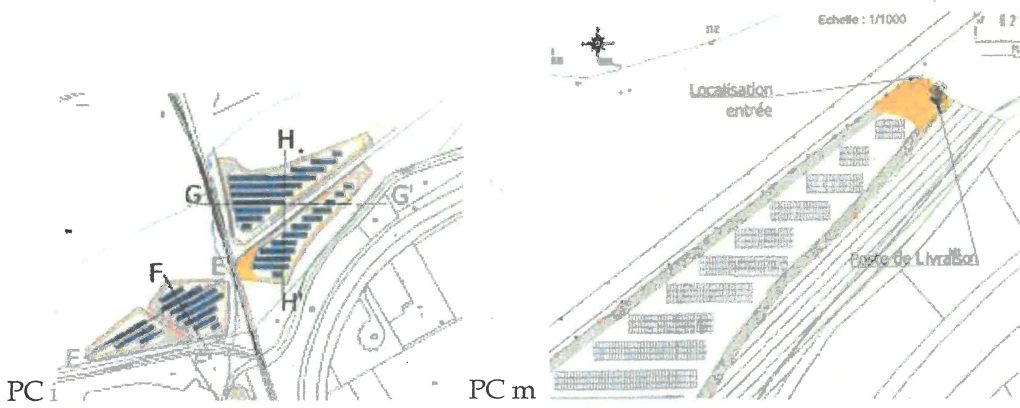 Echelle : 1/1000
Localisation
entrée
H
G
G'
E
F
H'
E
Poste de Livraison
PC
PC m